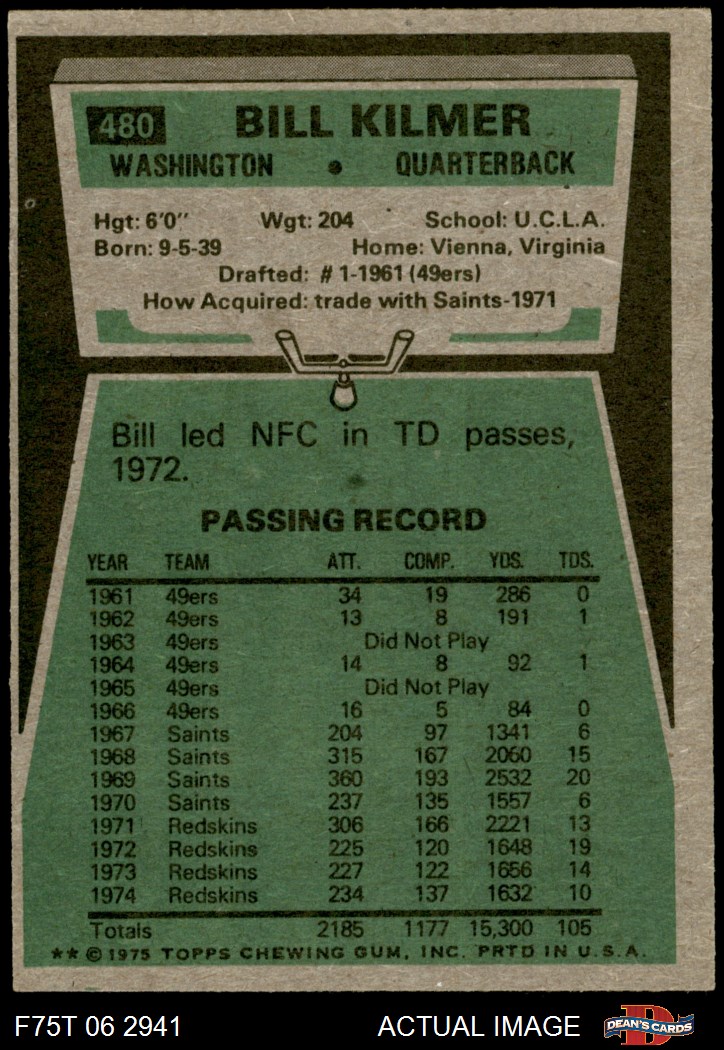 480 BILL KILMER
WASHINGTON • QUARTERBACK
Hgt: 6'0" Wgt: 204 School: U.C.L.A.
Born: 9-5-39 Home: Vienna, Virginia
Drafted: #1-1961 (49ers)
How Acquired: trade with Saints-1971
Bill led NFC in TD passes,
1972.
PASSING RECORD
YEAR TEAM ATT. COMP. YDS. TDS.
1961 49ers 34 19 286 0
1962 49ers 13 8 191 1
1963 49ers Did Not Play
1964 49ers 14 8 92 1
1965 49ers Did Not Play
1966 49ers 16 5 84 0
1967 Saints 204 97 1341 6
1968 Saints 315 167 2060 15
1969 Saints 360 193 2532 20
1970 Saints 237 135 1557 6
1971 Redskins 306 166 2221 13
1972 Redskins 225 120 1648 19
1973 Redskins 227 122 1656 14
1974 Redskins 234 137 1632 10
Totals 2185 1177 15,300 105
** © 1975 TOPPS CHEWING GUM, INC. PRTD IN U.S.A.
F75T 06 2941 ACTUAL IMAGE D DEAN'S CARDS